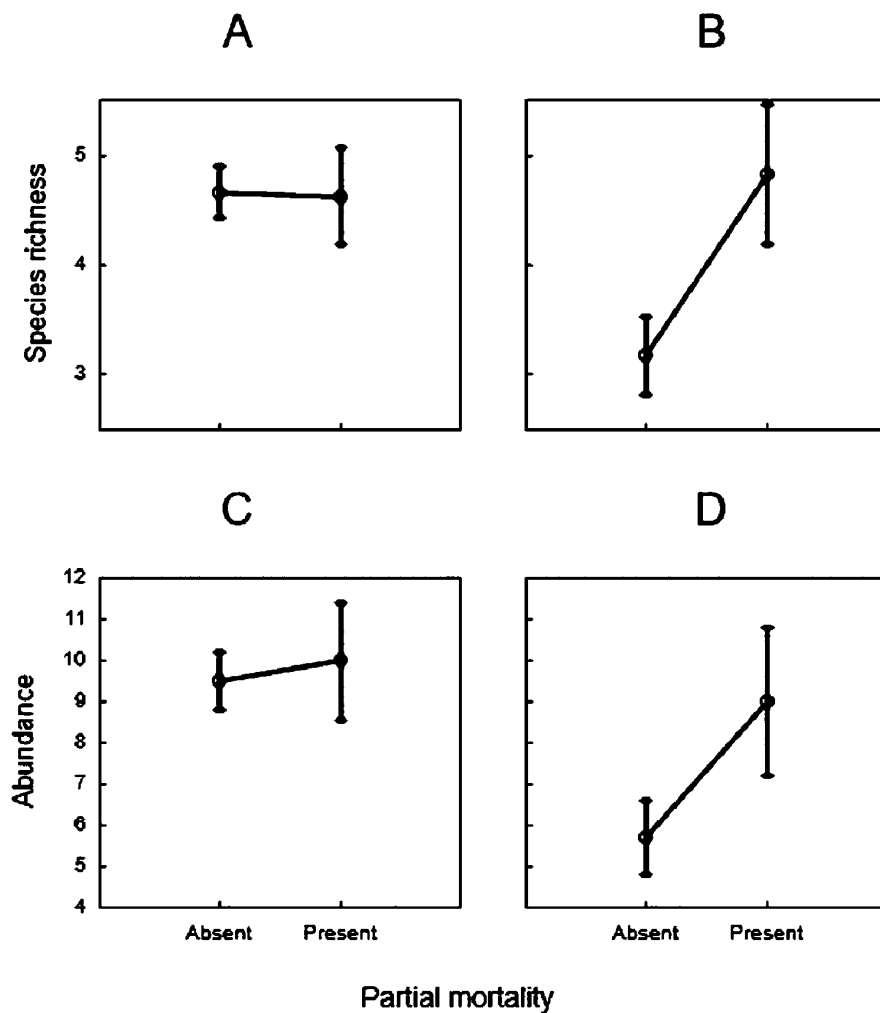 A
B
Species richness
5
4
3
C
D
Abundance
12
11
10
9
8
7
6
5
4
Absent Present
Absent Present
Partial mortality